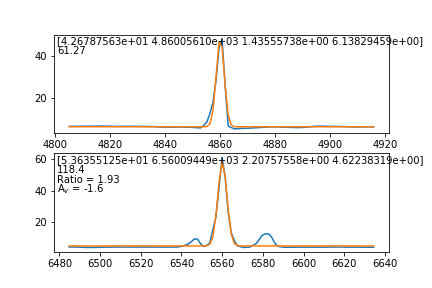 [4.26787563e+01 4.86005610e+03 1.43555738e+00 6.13829459e+00]
61.27
40
20
4800 4820 4840 4860 4880 4900 4920
[5.36355125e+01 6.56009449e+03 2.20757558e+00 4.62238319e+00]
118.4
Ratio = 1.93
Av = -1.6
60
40
20
6480 6500 6520 6540 6560 6580 6600 6620 6640